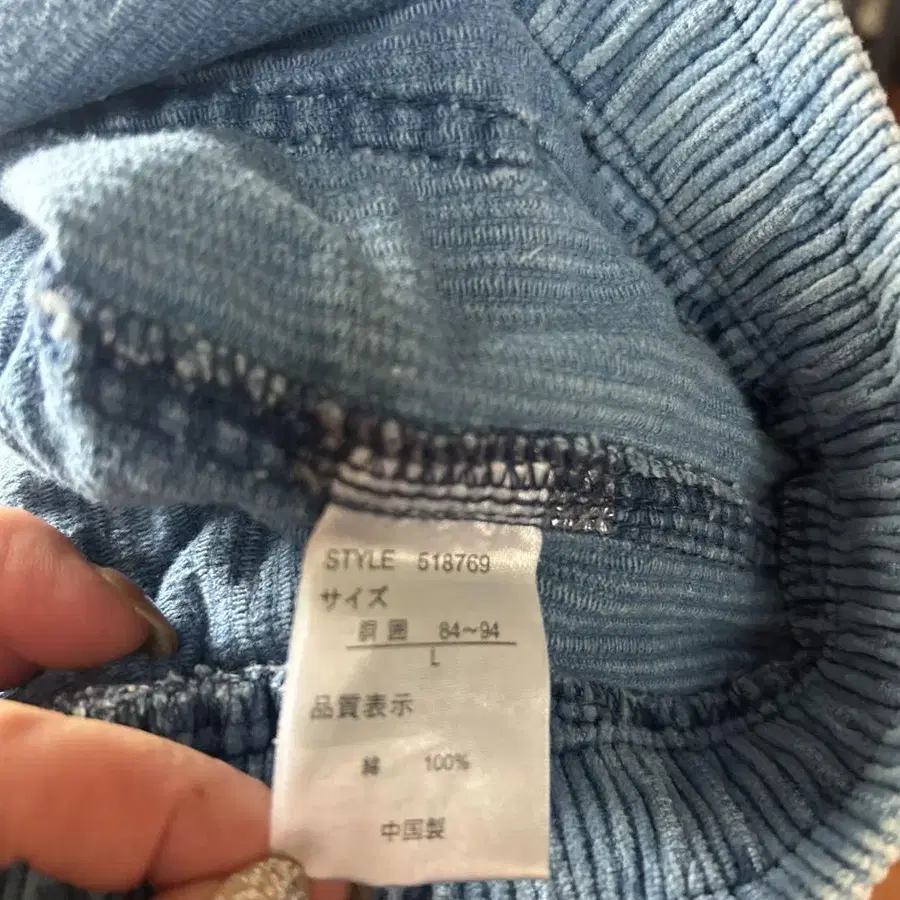 STYLE 518769
サイズ
胴囲 84～94
L
品質表示
綿 100%
中国製